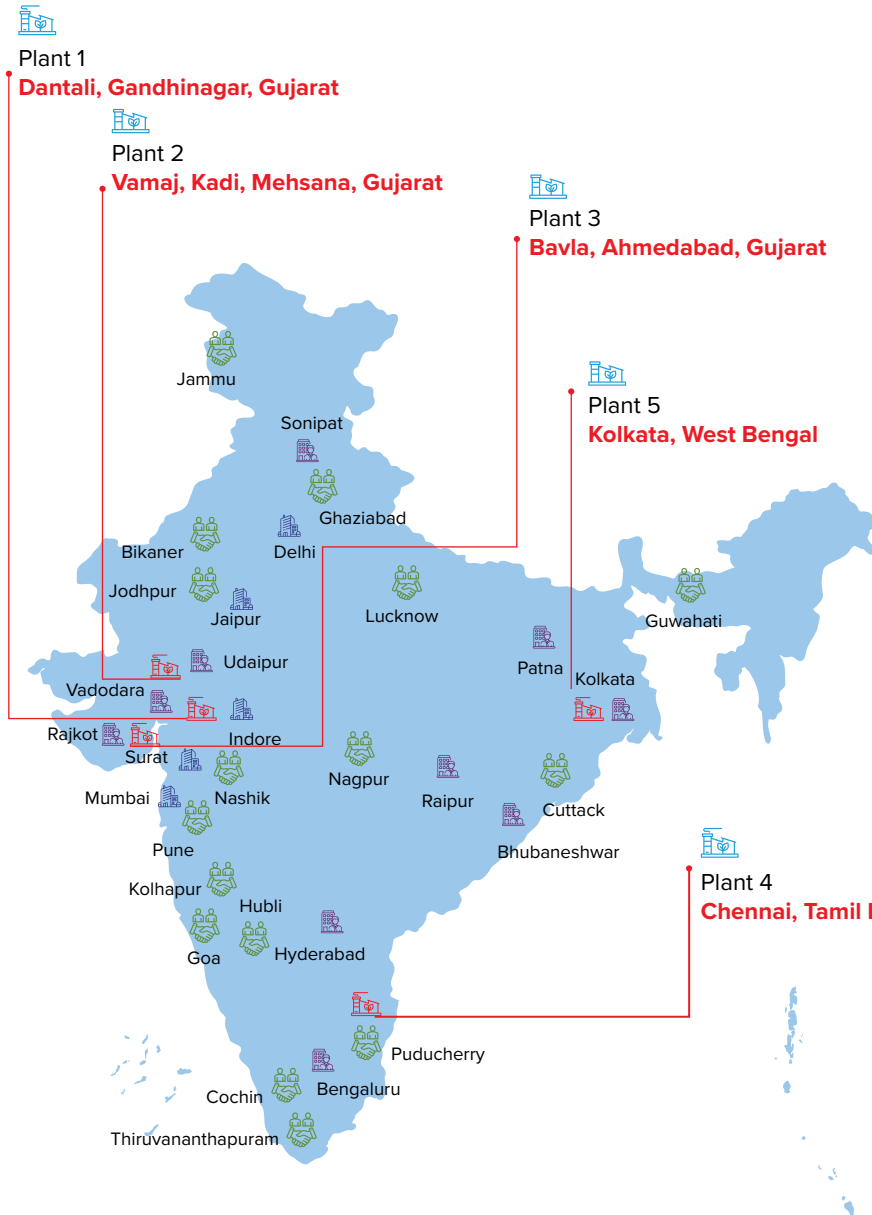 Plant 1
Dantali, Gandhinagar, Gujarat
Plant 2
Vamaj, Kadi, Mehsana, Gujarat
Plant 3
Bavla, Ahmedabad, Gujarat
Jammu
Plant 5
Kolkata, West Bengal
Sonipat
Ghaziabad
Bikaner
Delhi
Jodhpur
Jaipur
Lucknow
Guwahati
Udaipur
Patna
Kolkata
Vadodara
Rajkot
Indore
Surat
Nagpur
Mumbai
Nashik
Raipur
Cuttack
Pune
Bhubaneshwar
Plant 4
Chennai, Tamil
Kolhapur
Hubli
Goa
Hyderabad
Puducherry
Bengaluru
Cochin
Thiruvananthapuram